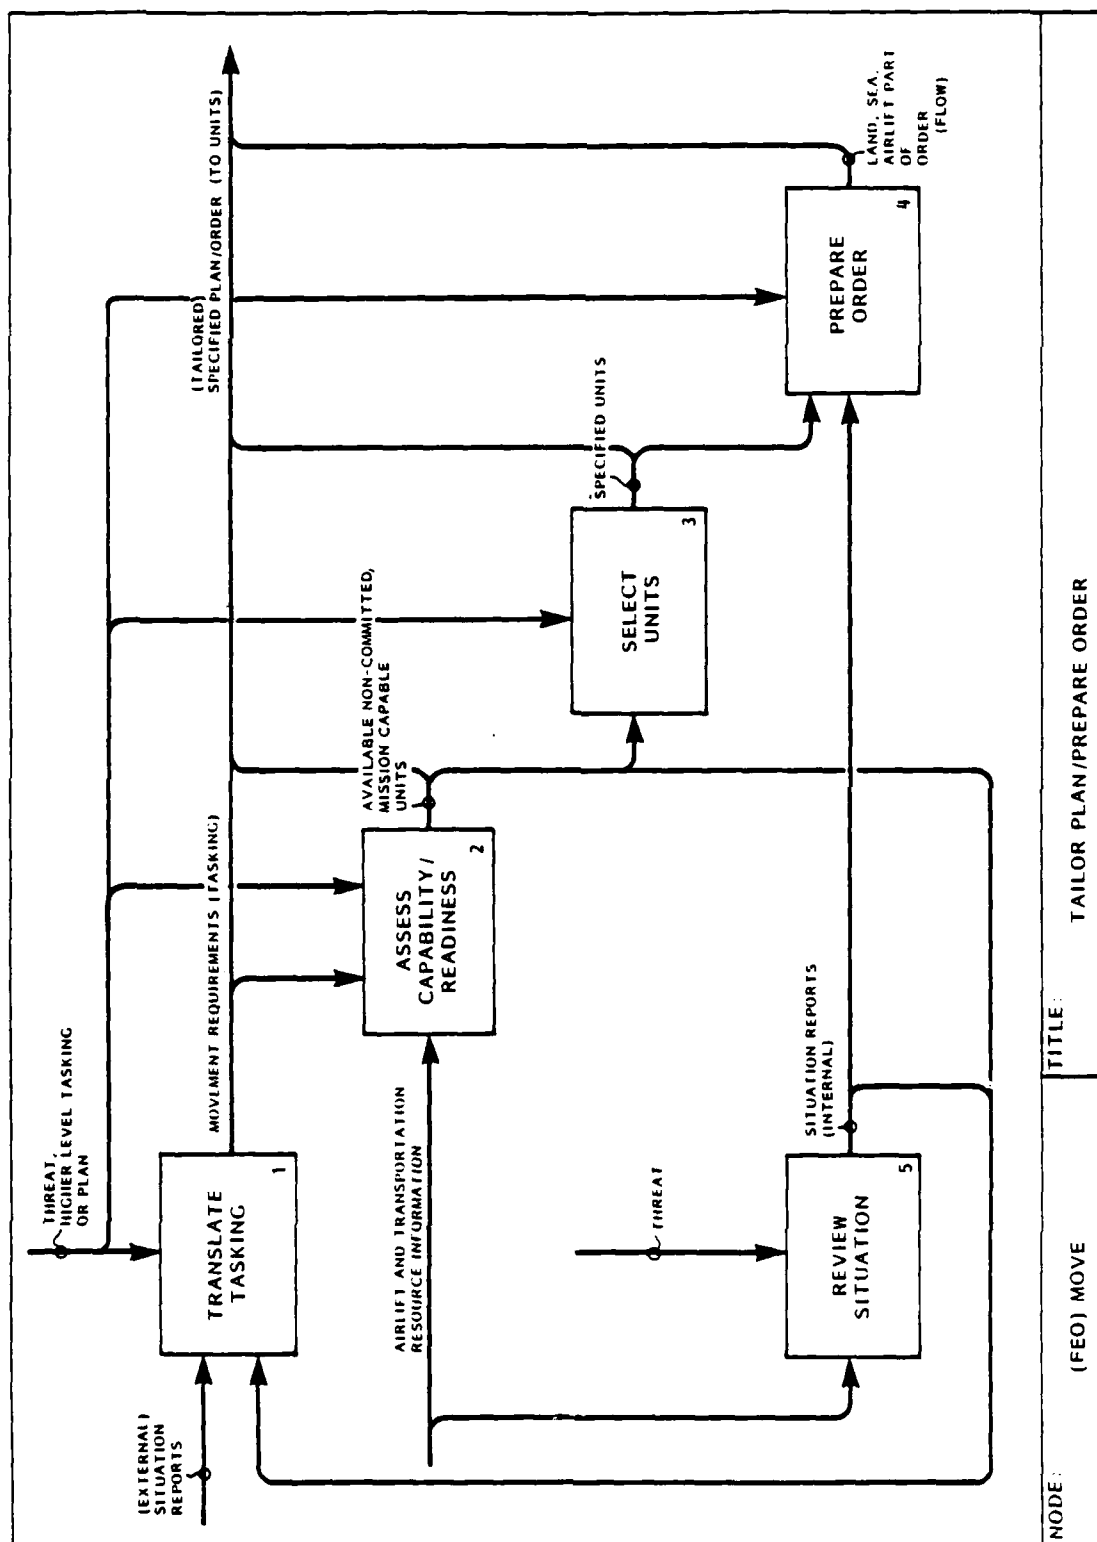 THREAT,
HIGHER LEVEL TASKING
OR PLAN
(EXTERNAL)
SITUATION
REPORTS
TRANSLATE
TASKING
1
MOVEMENT REQUIREMENTS (TASKING)
(TAILORED)
SPECIFIED PLAN/ORDER (TO UNITS)
AIRLIFT AND TRANSPORTATION
RESOURCE INFORMATION
ASSESS
CAPABILITY/
READINESS
2
AVAILABLE NON-COMMITTED,
MISSION CAPABLE
UNITS
SELECT
UNITS
3
SPECIFIED UNITS
THREAT
REVIEW
SITUATION
5
SITUATION REPORTS
(INTERNAL)
PREPARE
ORDER
4
LAND, SEA,
AIRLIFT PART
OF
ORDER
(FLOW)
NODE:
(FEO) MOVE
TITLE:
TAILOR PLAN/PREPARE ORDER